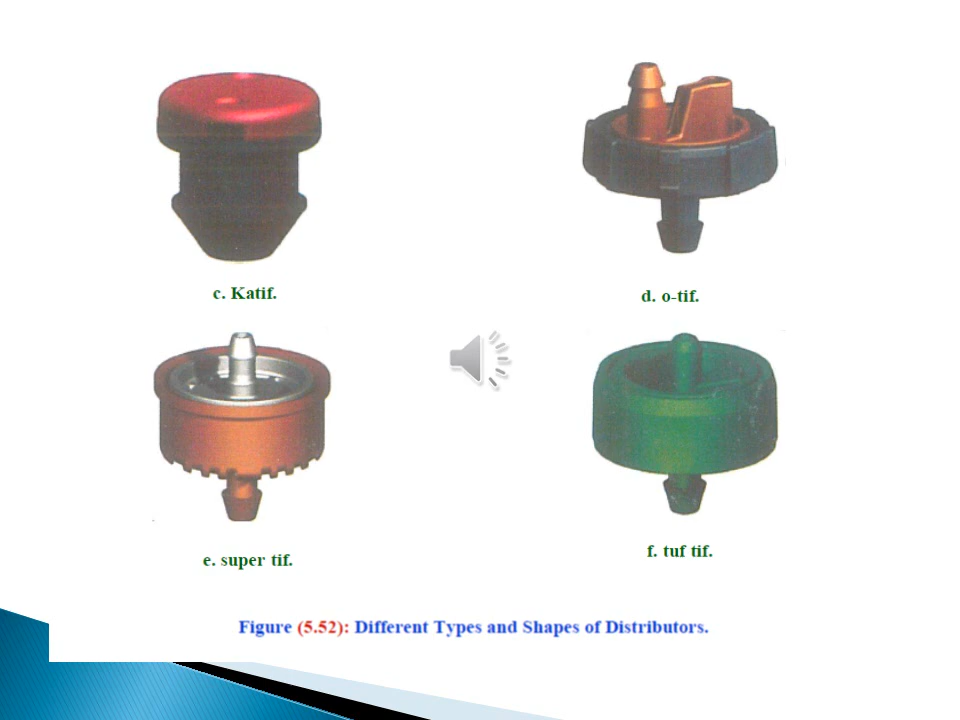 c. Katif.
d. o-tif.
e. super tif.
f. tuf tif.
Figure (5.52): Different Types and Shapes of Distributors.